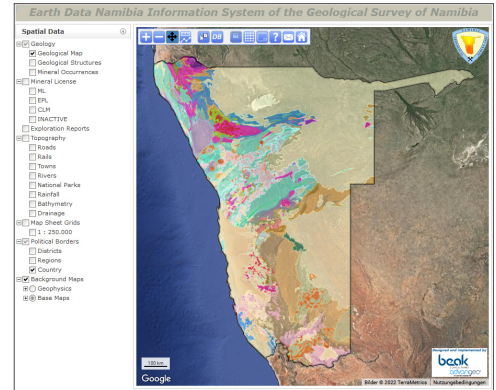 Earth Data Namibia Information System of the Geological Survey of Namibia
Spatial Data
Geology
Geological Map
Geological Structures
Mineral Occurrences
Mineral License
ML
EPL
CLM
INACTIVE
Exploration Reports
Topography
Roads
Rails
Towns
Rivers
National Parks
Rainfall
Bathymetry
Drainage
Map Sheet Grids
1 : 250.000
Political Borders
Districts
Regions
Country
Background Maps
Geophysics
Base Maps
DB
?
100 km
Google
Designed and implemented by
beak
advangeo
Bilder © 2022 TerraMetrics Nutzungsbedingungen